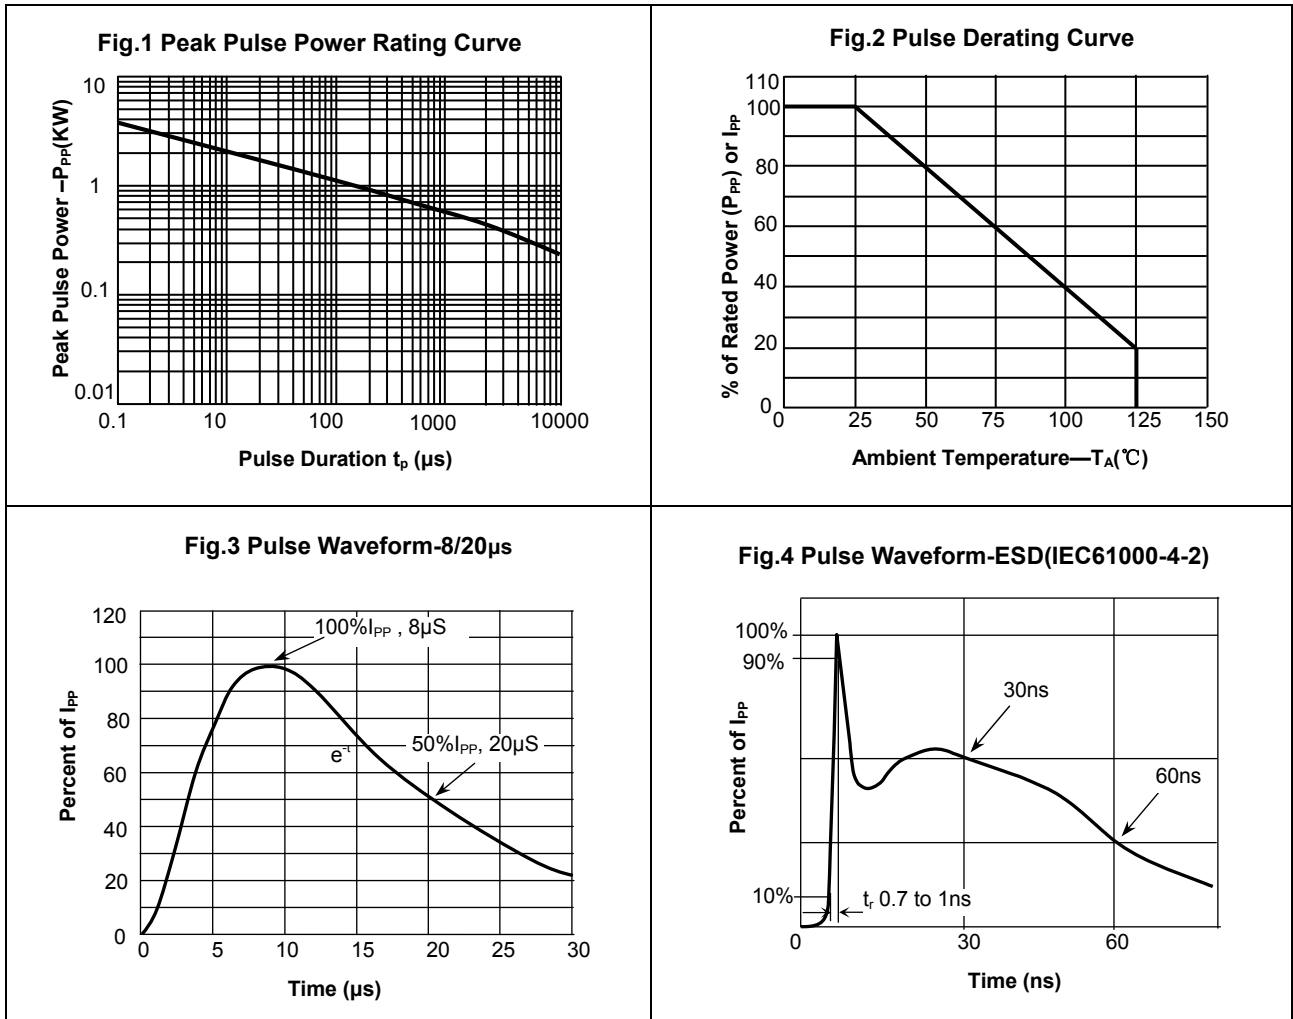 Fig.1 Peak Pulse Power Rating Curve
Peak Pulse Power –PPP(KW)
10
1
0.1
0.01
0.1 10 100 1000 10000
Pulse Duration tp (µs)
Fig.2 Pulse Derating Curve
% of Rated Power (PPP) or IPP
110
100
80
60
40
20
0
0 25 50 75 100 125 150
Ambient Temperature—TA(℃)
Fig.3 Pulse Waveform-8/20µs
Percent of IPP
120
100
80
60
40
20
0
100%IPP , 8µS
e-t
50%IPP, 20µS
0 5 10 15 20 25 30
Time (µs)
Fig.4 Pulse Waveform-ESD(IEC61000-4-2)
Percent of IPP
100%
90%
10%
30ns
60ns
tr 0.7 to 1ns
0 30 60
Time (ns)